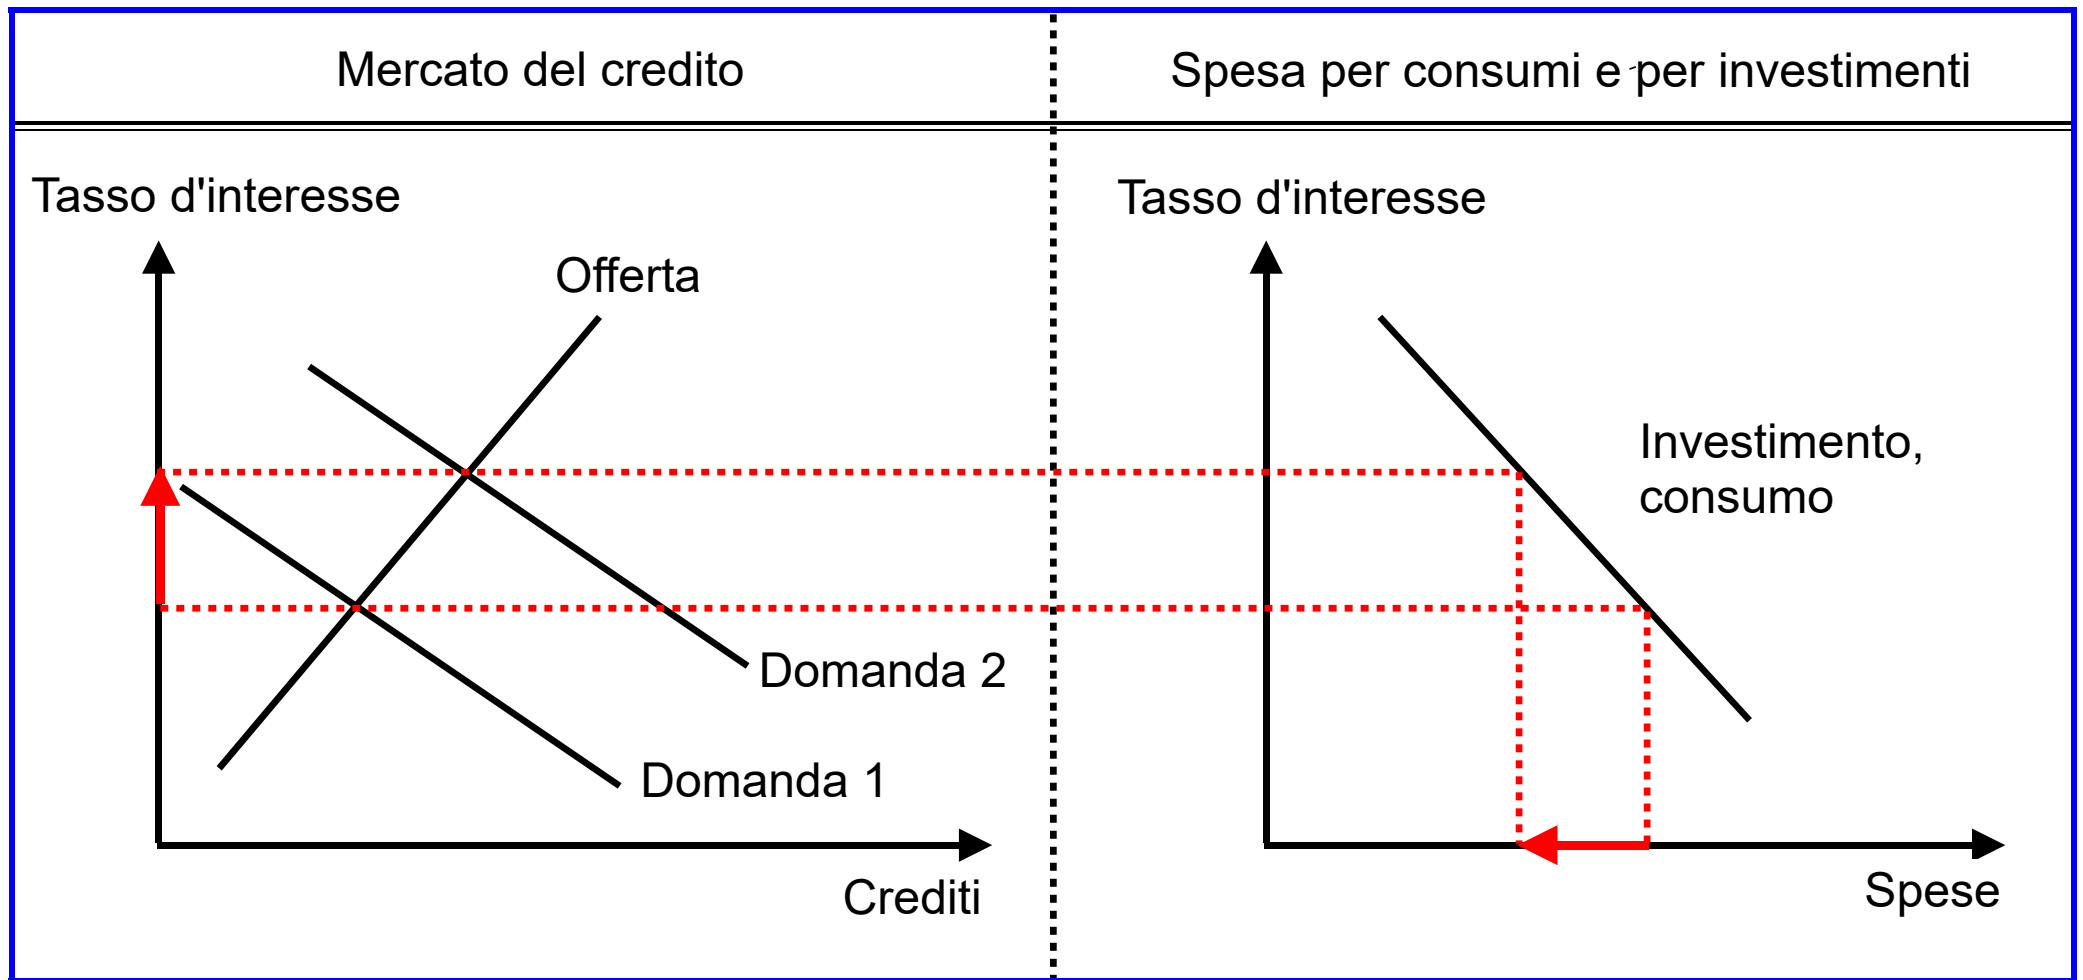 Mercato del credito
Spesa per consumi e per investimenti
Tasso d'interesse
Offerta
Domanda 2
Domanda 1
Crediti
Tasso d'interesse
Investimento,
consumo
Spese